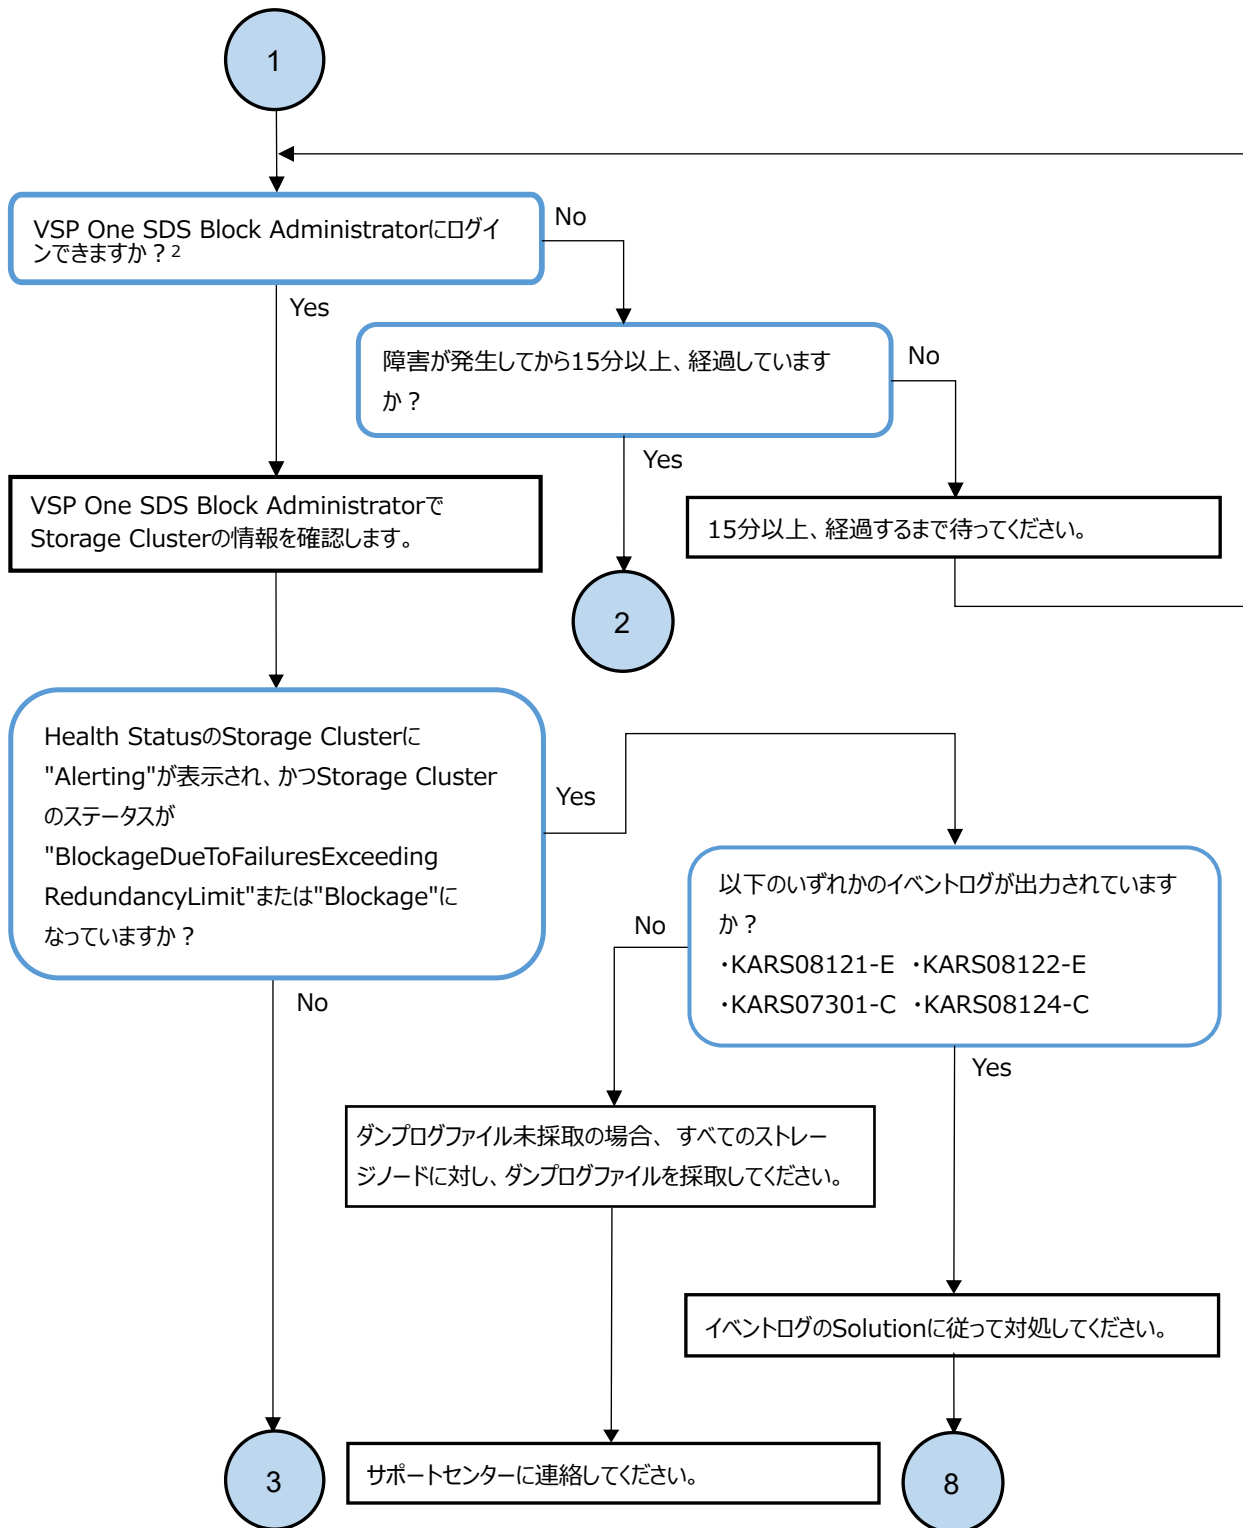 1
VSP One SDS Block Administratorにログイ
ンできますか？2
No
Yes
障害が発生してから15分以上、経過しています
か？
No
Yes
VSP One SDS Block Administratorで
Storage Clusterの情報を確認します。
15分以上、経過するまで待ってください。
2
Health StatusのStorage Clusterに
"Alerting"が表示され、かつStorage Cluster
のステータスが
"BlockageDueToFailuresExceeding
RedundancyLimit"または"Blockage"に
なっていますか？
Yes
No
以下のいずれかのイベントログが出力されています
か？
・KARS08121-E ・KARS08122-E
・KARS07301-C ・KARS08124-C
No
Yes
ダンプログファイル未採取の場合、すべてのストレー
ジノードに対し、ダンプログファイルを採取してください。
イベントログのSolutionに従って対処してください。
3
サポートセンターに連絡してください。
8